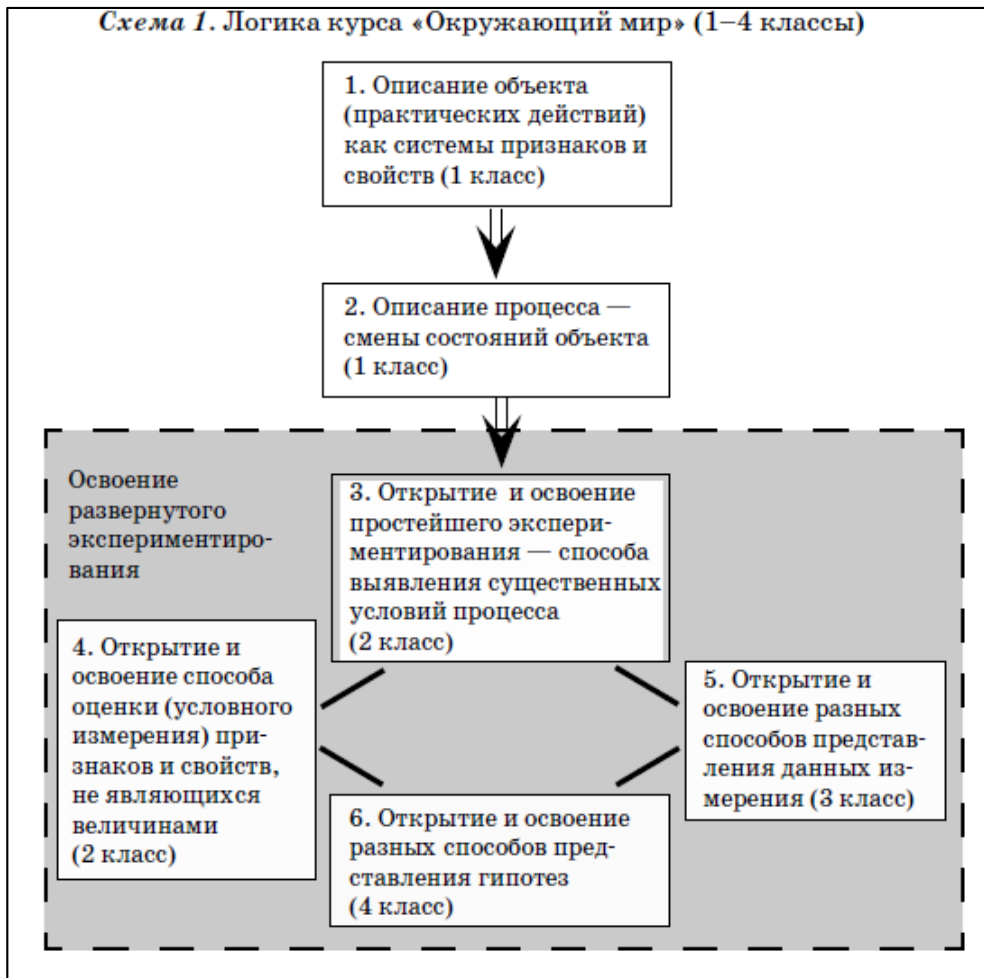 Схема 1. Логика курса «Окружающий мир» (1–4 классы)
1. Описание объекта
(практических действий)
как системы признаков и
свойств (1 класс)
2. Описание процесса —
смены состояний объекта
(1 класс)
Освоение
развернутого
экспериментиро-
вания
3. Открытие и освоение
простейшего экспери-
ментирования — способа
выявления существенных
условий процесса
(2 класс)
4. Открытие и
освоение способа
оценки (условного
измерения) при-
знаков и свойств,
не являющихся
величинами
(2 класс)
5. Открытие и
освоение разных
способов представ-
ления данных из-
мерения (3 класс)
6. Открытие и освоение
разных способов пред-
ставления гипотез
(4 класс)